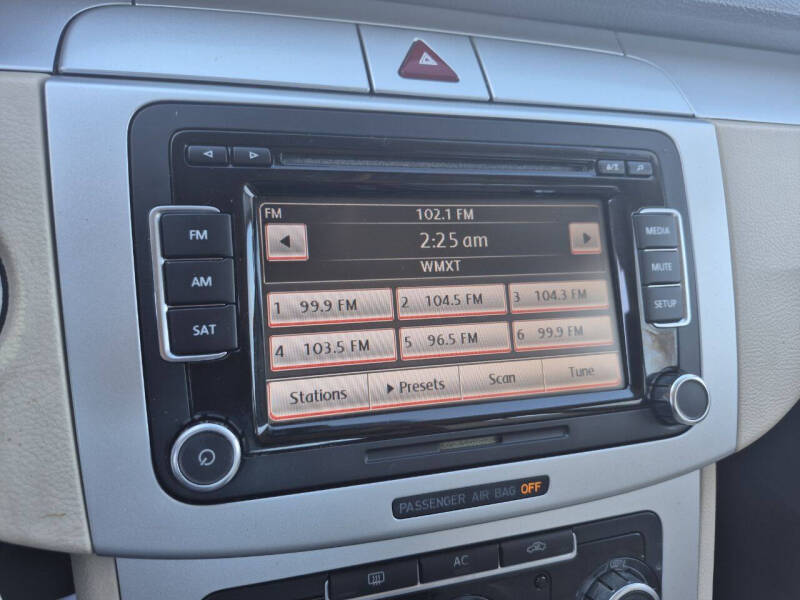 FM 102.1 FM
2:25 am
WMXT
FM
AM
SAT
MEDIA
MUTE
SETUP
1 99.9 FM 2 104.5 FM 3 104.3 FM
4 103.5 FM 5 96.5 FM 6 99.9 FM
Stations Presets Scan Tune
PASSENGER AIR BAG OFF
AC